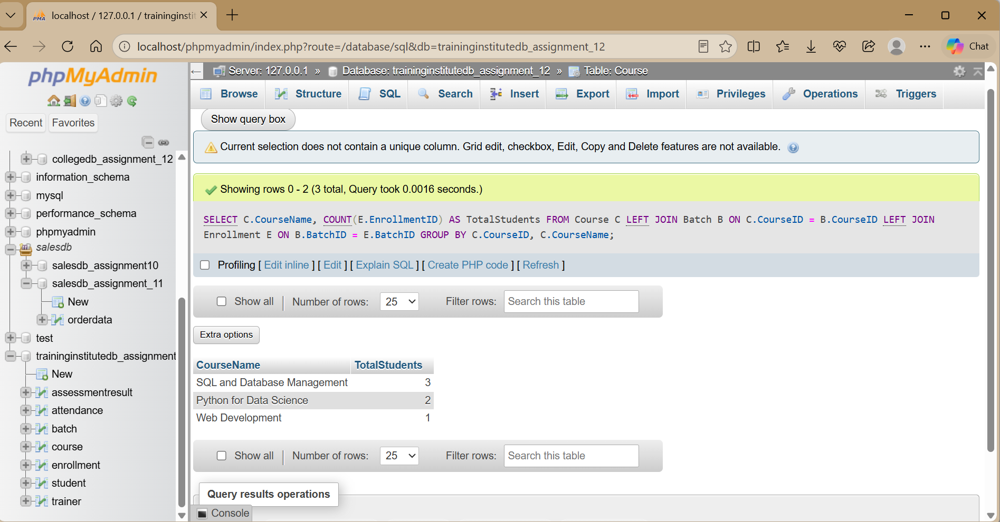 localhost / 127.0.0.1 / traininginstit
localhost/phpmyadmin/index.php?route=/database/sql&db=traininginstitutedb_assignment_12
Chat
phpMyAdmin
Recent
Favorites
collegedb_assignment_12
information_schema
mysql
performance_schema
phpmyadmin
salesdb
salesdb_assignment10
salesdb_assignment_11
New
orderdata
test
traininginstitutedb_assignment
New
assessmentresult
attendance
batch
course
enrollment
student
trainer
Server: 127.0.0.1 » Database: traininginstitutedb_assignment_12 » Table: Course
Browse Structure SQL Search Insert Export Import Privileges Operations Triggers
Show query box
Current selection does not contain a unique column. Grid edit, checkbox, Edit, Copy and Delete features are not available.
Showing rows 0 - 2 (3 total, Query took 0.0016 seconds.)
SELECT C.CourseName, COUNT(E.EnrollmentID) AS TotalStudents FROM Course C LEFT JOIN Batch B ON C.CourseID = B.CourseID LEFT JOIN
Enrollment E ON B.BatchID = E.BatchID GROUP BY C.CourseID, C.CourseName;
Profiling [ Edit inline ] [ Edit ] [ Explain SQL ] [ Create PHP code ] [ Refresh ]
Show all | Number of rows: 25 Filter rows: Search this table
Extra options
CourseName TotalStudents
SQL and Database Management 3
Python for Data Science 2
Web Development 1
Show all | Number of rows: 25 Filter rows: Search this table
Query results operations
Console
PMA